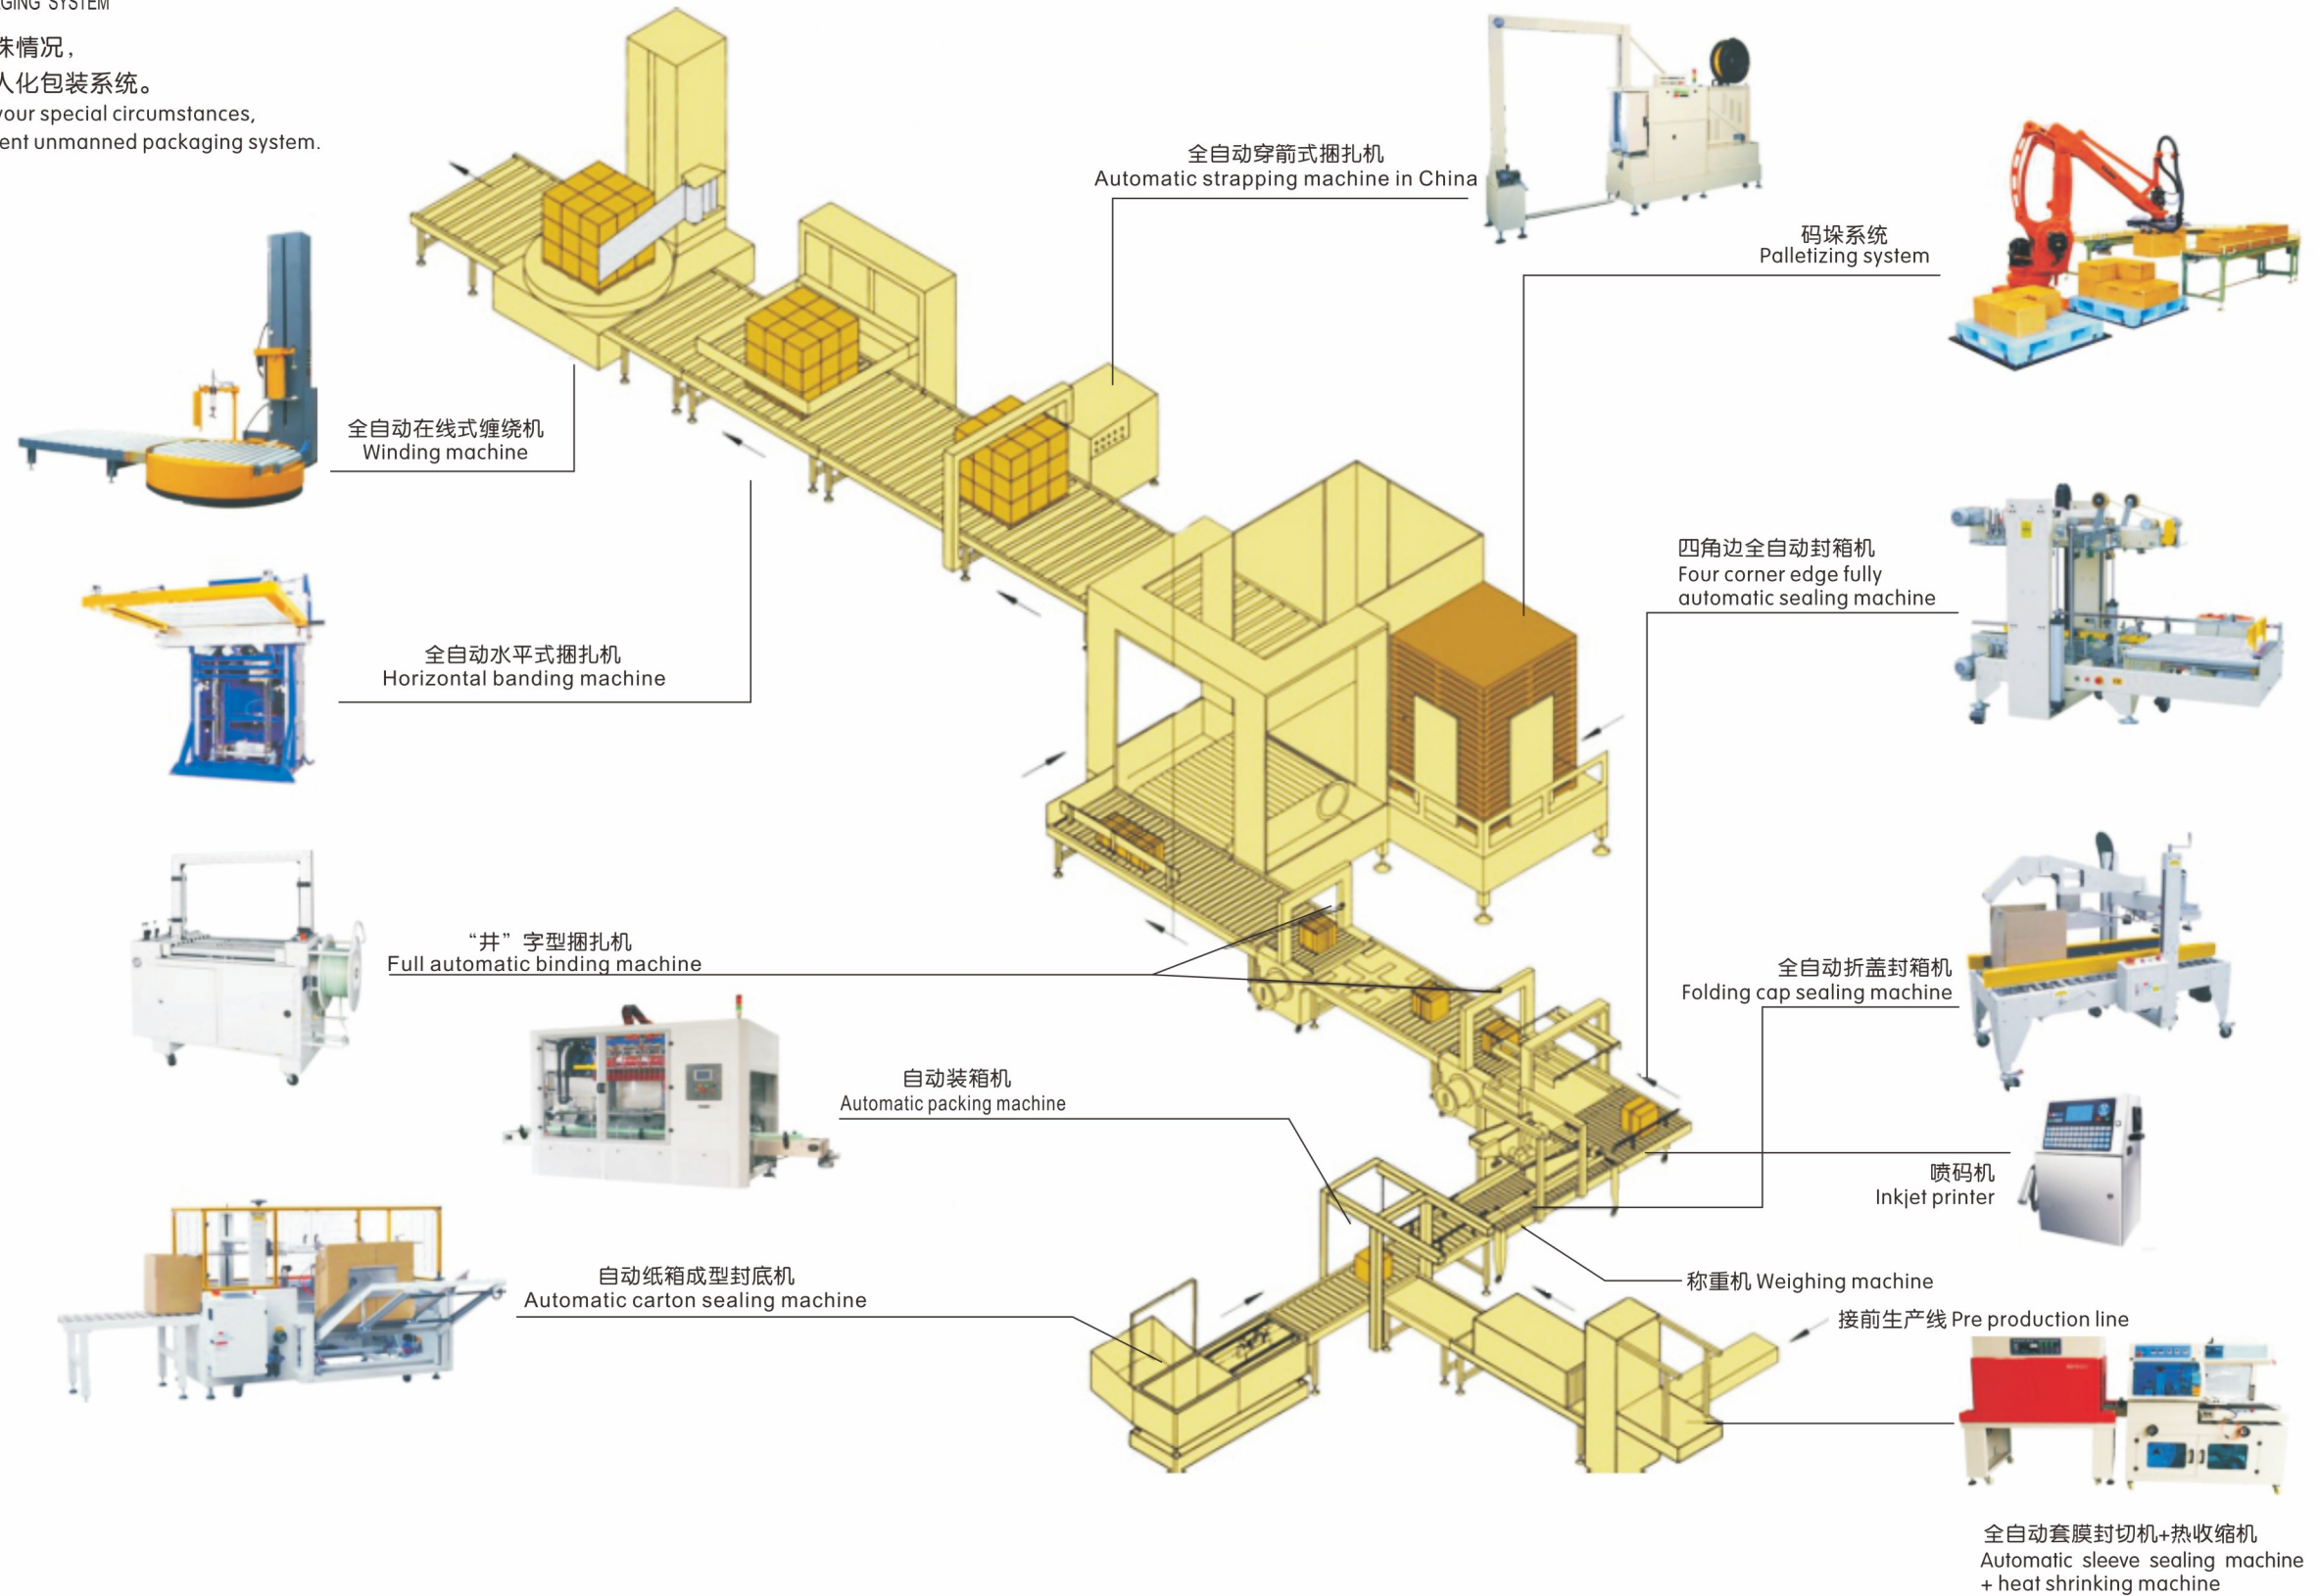 SYSTEM
情况，
人化包装系统。
your special circumstances,
unmanned packaging system.
全自动穿箭式捆扎机
Automatic strapping machine in China
码垛系统
Palletizing system
全自动在线式缠绕机
Winding machine
四角边全自动封箱机
Four corner edge fully
automatic sealing machine
全自动水平式捆扎机
Horizontal banding machine
“井”字型捆扎机
Full automatic binding machine
全自动折盖封箱机
Folding cap sealing machine
自动装箱机
Automatic packing machine
喷码机
Inkjet printer
自动纸箱成型封底机
Automatic carton sealing machine
称重机 Weighing machine
接前生产线 Pre production line
全自动套膜封切机+热收缩机
Automatic sleeve sealing machine
+ heat shrinking machine